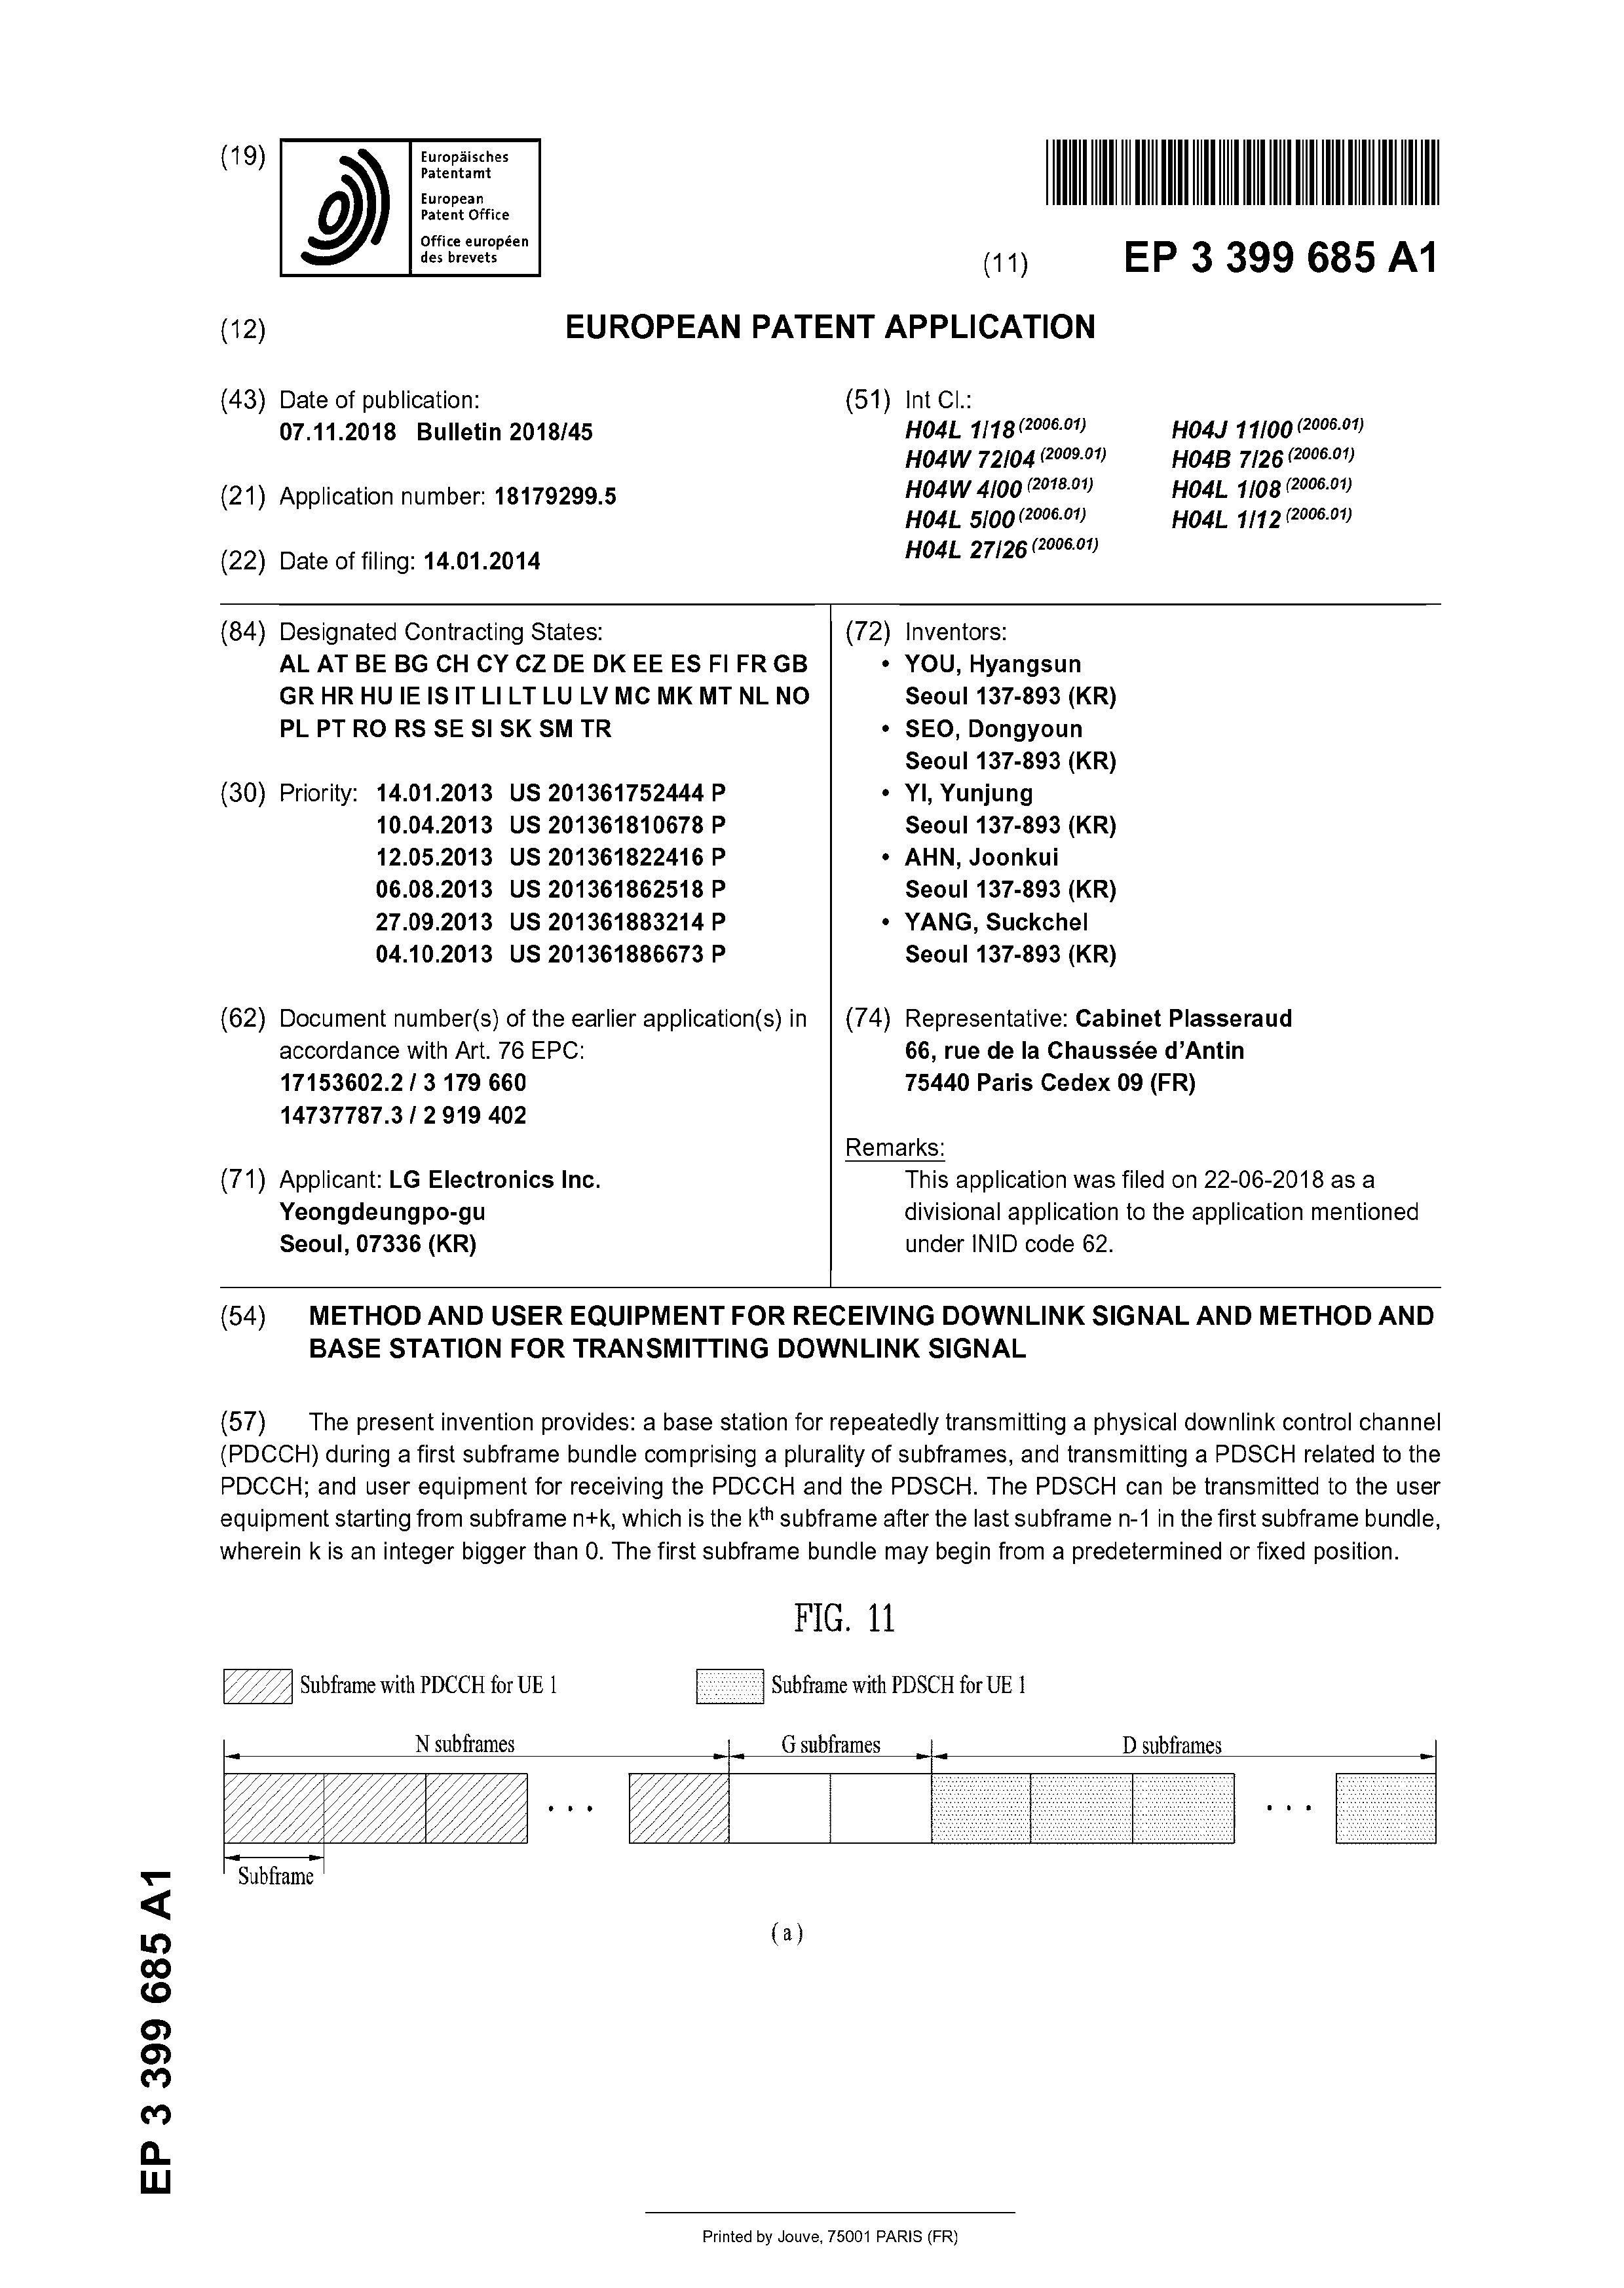 (19)
Europäisches
Patentamt
European
Patent Office
Office européen
des brevets
(11) EP 3 399 685 A1
(12) EUROPEAN PATENT APPLICATION
(43) Date of publication:
07.11.2018 Bulletin 2018/45
(21) Application number: 18179299.5
(22) Date of filing: 14.01.2014
(51) Int Cl.:
H04L 1/18 (2006.01) H04J 11/00 (2006.01)
H04W 72/04 (2009.01) H04B 7/26 (2006.01)
H04W 4/00 (2018.01) H04L 1/08 (2006.01)
H04L 5/00 (2006.01) H04L 1/12 (2006.01)
H04L 27/26 (2006.01)
(84) Designated Contracting States:
AL AT BE BG CH CY CZ DE DK EE ES FI FR GB
GR HR HU IE IS IT LI LT LU LV MC MK MT NL NO
PL PT RO RS SE SI SK SM TR
(30) Priority: 14.01.2013 US 201361752444 P
10.04.2013 US 201361810678 P
12.05.2013 US 201361822416 P
06.08.2013 US 201361862518 P
27.09.2013 US 201361883214 P
04.10.2013 US 201361886673 P
(62) Document number(s) of the earlier application(s) in
accordance with Art. 76 EPC:
17153602.2 / 3 179 660
14737787.3 / 2 919 402
(71) Applicant: LG Electronics Inc.
Yeongdeungpo-gu
Seoul, 07336 (KR)
(72) Inventors:
• YOU, Hyangsun
Seoul 137-893 (KR)
• SEO, Dongyoun
Seoul 137-893 (KR)
• YI, Yunjung
Seoul 137-893 (KR)
• AHN, Joonkui
Seoul 137-893 (KR)
• YANG, Suckchel
Seoul 137-893 (KR)
(74) Representative: Cabinet Plasseraud
66, rue de la Chaussée d'Antin
75440 Paris Cedex 09 (FR)
Remarks:
This application was filed on 22-06-2018 as a
divisional application to the application mentioned
under INID code 62.
(54) METHOD AND USER EQUIPMENT FOR RECEIVING DOWNLINK SIGNAL AND METHOD AND
BASE STATION FOR TRANSMITTING DOWNLINK SIGNAL
(57) The present invention provides: a base station for repeatedly transmitting a physical downlink control channel
(PDCCH) during a first subframe bundle comprising a plurality of subframes, and transmitting a PDSCH related to the
PDCCH; and user equipment for receiving the PDCCH and the PDSCH. The PDSCH can be transmitted to the user
equipment starting from subframe n+k, which is the kth subframe after the last subframe n-1 in the first subframe bundle,
wherein k is an integer bigger than 0. The first subframe bundle may begin from a predetermined or fixed position.
FIG. 11
Subframe with PDCCH for UE 1 Subframe with PDSCH for UE 1
N subframes G subframes D subframes
. . . . . .
Subframe
(a)
EP 3 399 685 A1
Printed by Jouve, 75001 PARIS (FR)